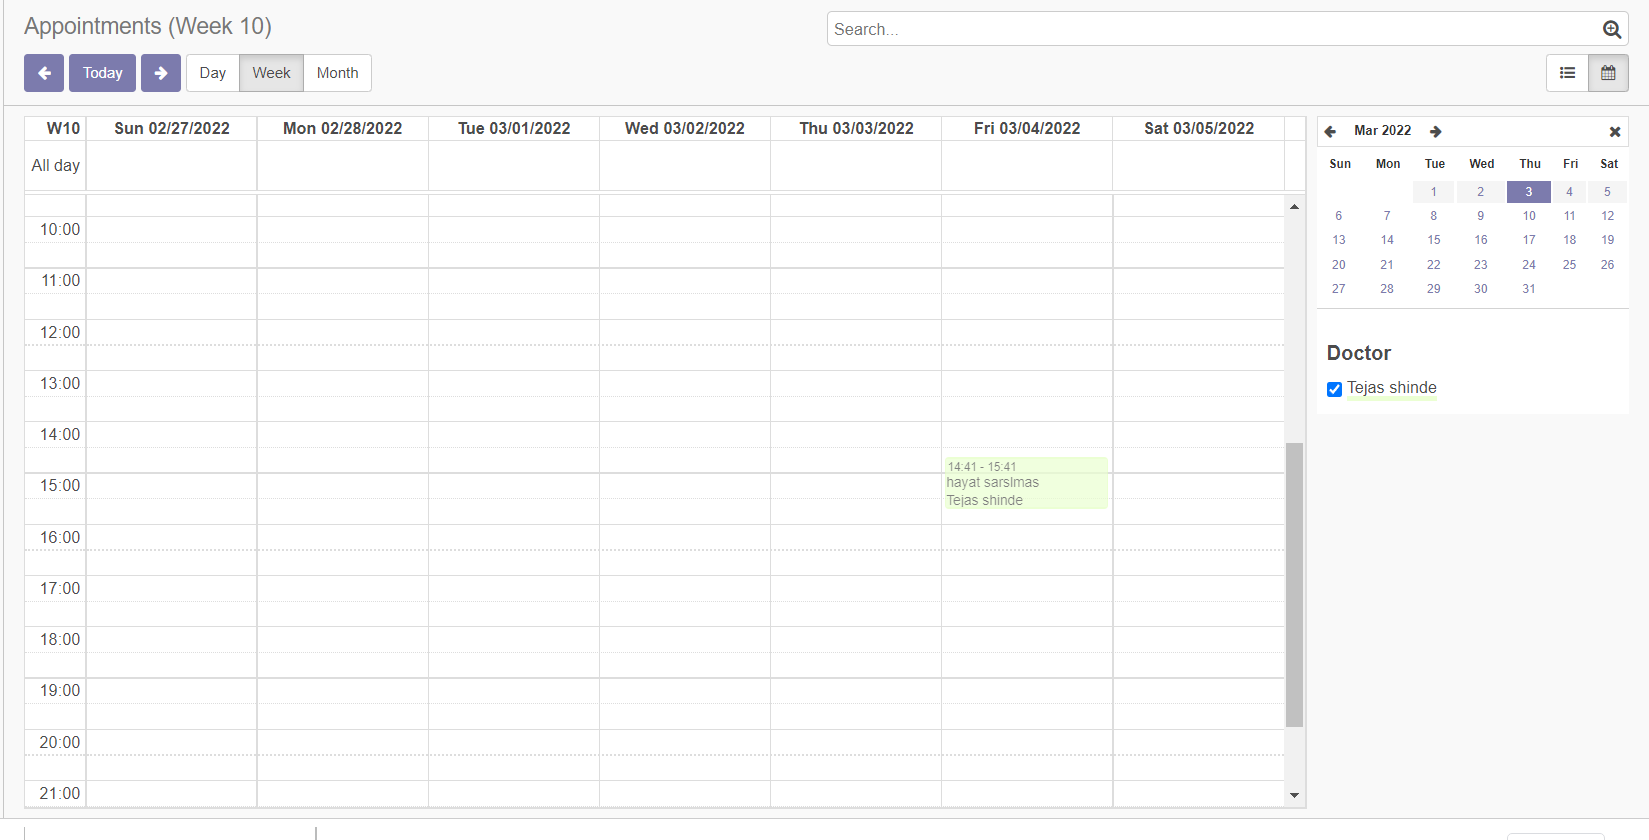 Appointments (Week 10)
Search...
Today
Day
Week
Month
W10 Sun 02/27/2022 Mon 02/28/2022 Tue 03/01/2022 Wed 03/02/2022 Thu 03/03/2022 Fri 03/04/2022 Sat 03/05/2022
All day
10:00
11:00
12:00
13:00
14:00
14:41 - 15:41
hayat sarslmas
Tejas shinde
15:00
16:00
17:00
18:00
19:00
20:00
21:00
Mar 2022
Sun Mon Tue Wed Thu Fri Sat
1 2 3 4 5
6 7 8 9 10 11 12
13 14 15 16 17 18 19
20 21 22 23 24 25 26
27 28 29 30 31
Doctor
Tejas shinde